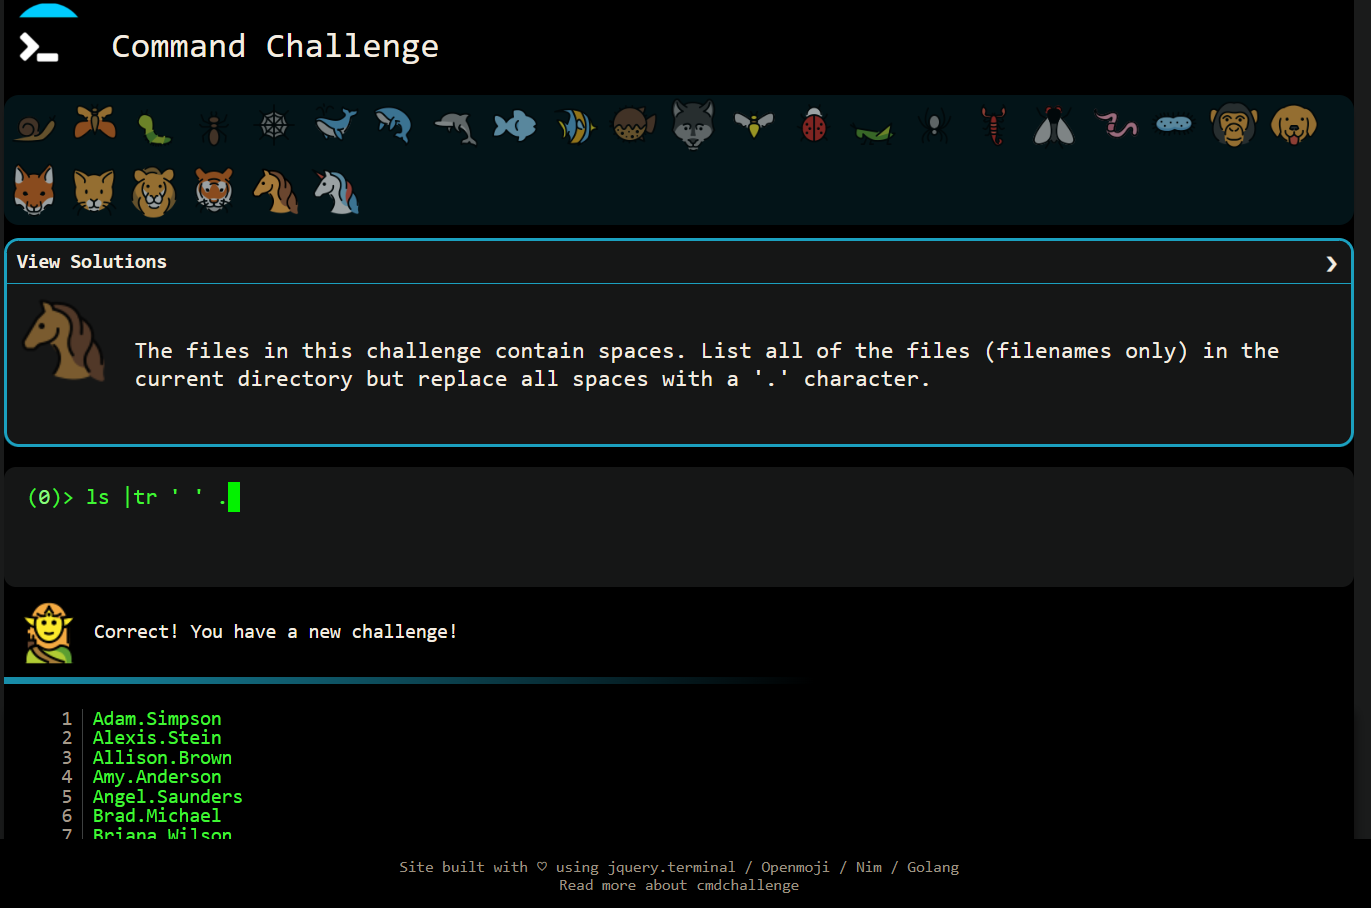 Command Challenge
View Solutions
The files in this challenge contain spaces. List all of the files (filenames only) in the
current directory but replace all spaces with a '.' character.
(0)> ls |tr ' ' .
Correct! You have a new challenge!
1 Adam.Simpson
2 Alexis.Stein
3 Allison.Brown
4 Amy.Anderson
5 Angel.Saunders
6 Brad.Michael
7 Briana.Wilson
Site built with ♡ using jquery.terminal / Openmoji / Nim / Golang
Read more about cmdchallenge